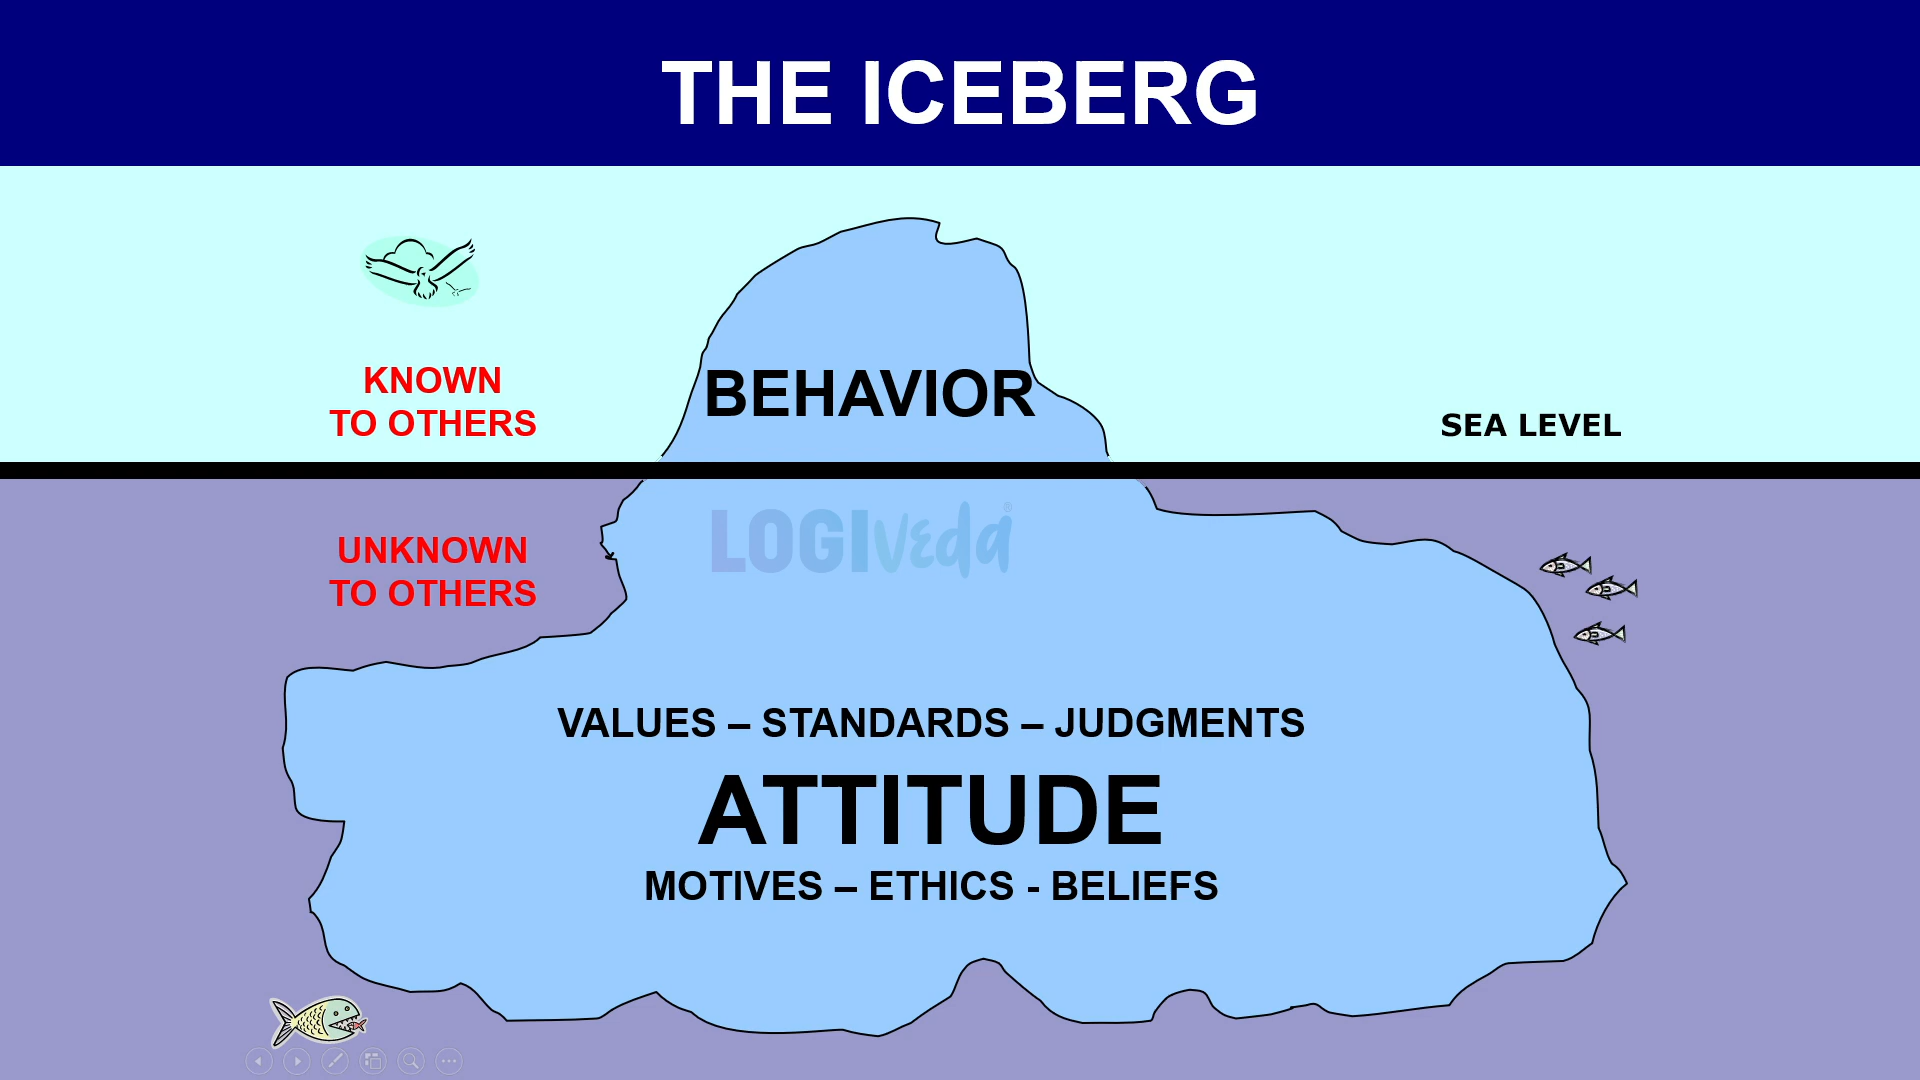 THE ICEBERG
KNOWN
TO OTHERS
BEHAVIOR
SEA LEVEL
UNKNOWN
TO OTHERS
LOGIveda®
VALUES – STANDARDS – JUDGMENTS
ATTITUDE
MOTIVES – ETHICS - BELIEFS